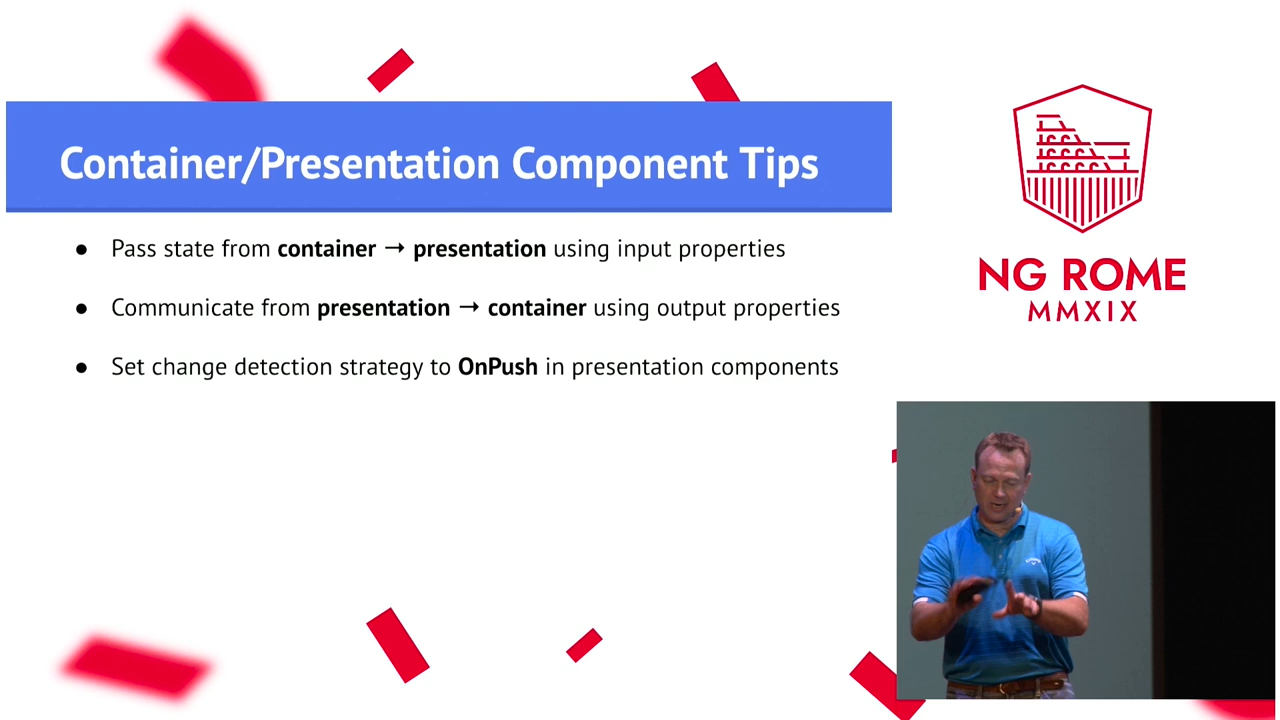 Container/Presentation Component Tips
● Pass state from container → presentation using input properties
● Communicate from presentation → container using output properties
● Set change detection strategy to OnPush in presentation components
NG ROME
MMXIX